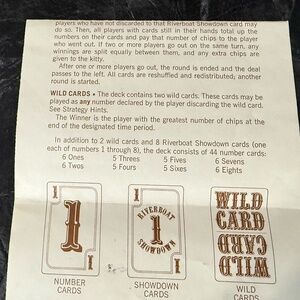 players who have not discarded to that Riverboat Showdown card may
do so. Then, all players with cards still in their hands total up the
numbers on their cards and pay that number of chips to the player
who went out. If two or more players go out on the same turn, any
winnings are split equally between them, and any extra chips are
given to the kitty.
After one or more players go out, the round is ended and the deal
passes to the left. All cards are reshuffled and redistributed; another
round is started.
WILD CARDS • The deck contains two wild cards. These cards may be
played as any number declared by the player discarding the wild card.
See Strategy Hints.
The Winner is the player with the greatest number of chips at the
end of the designated time period.
In addition to 2 wild cards and 8 Riverboat Showdown cards (one
each of numbers 1 through 8), the deck consists of 44 number cards:
6 Ones 5 Threes 5 Fives 6 Sevens
6 Twos 5 Fours 5 Sixes 6 Eights
1
1
1
NUMBER
CARDS
1
RIVERBOAT
1
SHOWDOWN
1
SHOWDOWN
CARDS
WILD
CARD
CARD
WILD
WILD
CARDS